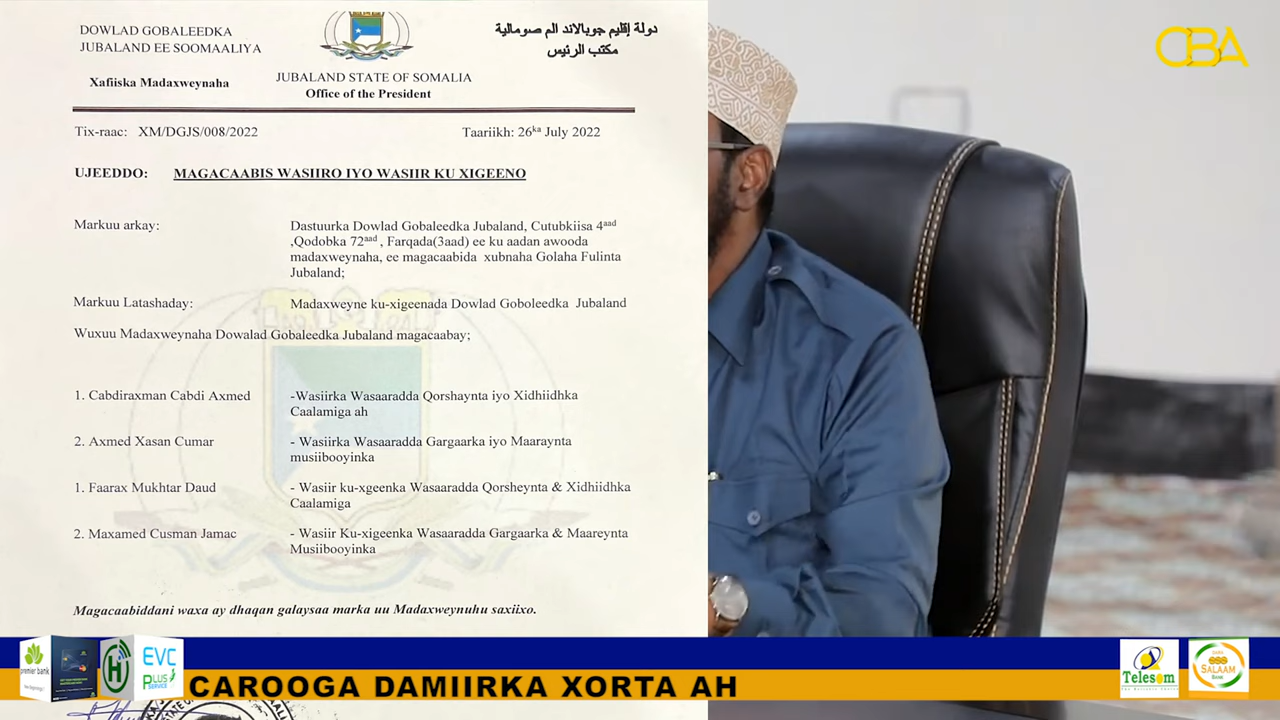 DOWLAD GOBALEEDKA
JUBALAND EE SOOMAALIYA
Xafiiska Madaxweynaha
JUBALAND STATE OF SOMALIA
Office of the President
دولة إقليم جوبالاند الم صومالية
مكتب الرئيس
Tix-raac: XM/DGJS/008/2022
Taariikh: 26ka July 2022
UJEEDDO: MAGACAABIS WASIIRO IYO WASIIR KU XIGEENO
Markuu arkay: Dastuurka Dowlad Gobaleedka Jubaland, Cutubkiisa 4aad
,Qodobka 72aad , Farqada(3aad) ee ku aadan awooda
madaxweynaha, ee magacaabida xubnaha Golaha Fulinta
Jubaland;
Markuu Latashaday: Madaxweyne ku-xigeenada Dowlad Goboleedka Jubaland
Wuxuu Madaxweynaha Dowalad Gobaleedka Jubaland magacaabay;
1. Cabdiraxman Cabdi Axmed -Wasiirka Wasaaradda Qorshaynta iyo Xidhiidhka
Caalamiga ah
2. Axmed Xasan Cumar - Wasiirka Wasaaradda Gargaarka iyo Maaraynta
musiibooyinka
1. Faarax Mukhtar Daud - Wasiir ku-xgeenka Wasaaradda Qorsheynta & Xidhiidhka
Caalamiga
2. Maxamed Cusman Jamac - Wasiir Ku-xigeenka Wasaaradda Gargaarka & Maareynta
Musiibooyinka
Magacaabiddani waxa ay dhaqan galaysaa marka uu Madaxweynuhu saxiixo.
CBA
premier bank
EVC
PLUS
SERVICE
CAROOGA DAMIIRKA XORTA AH
Telesom
SALAAM
BANK